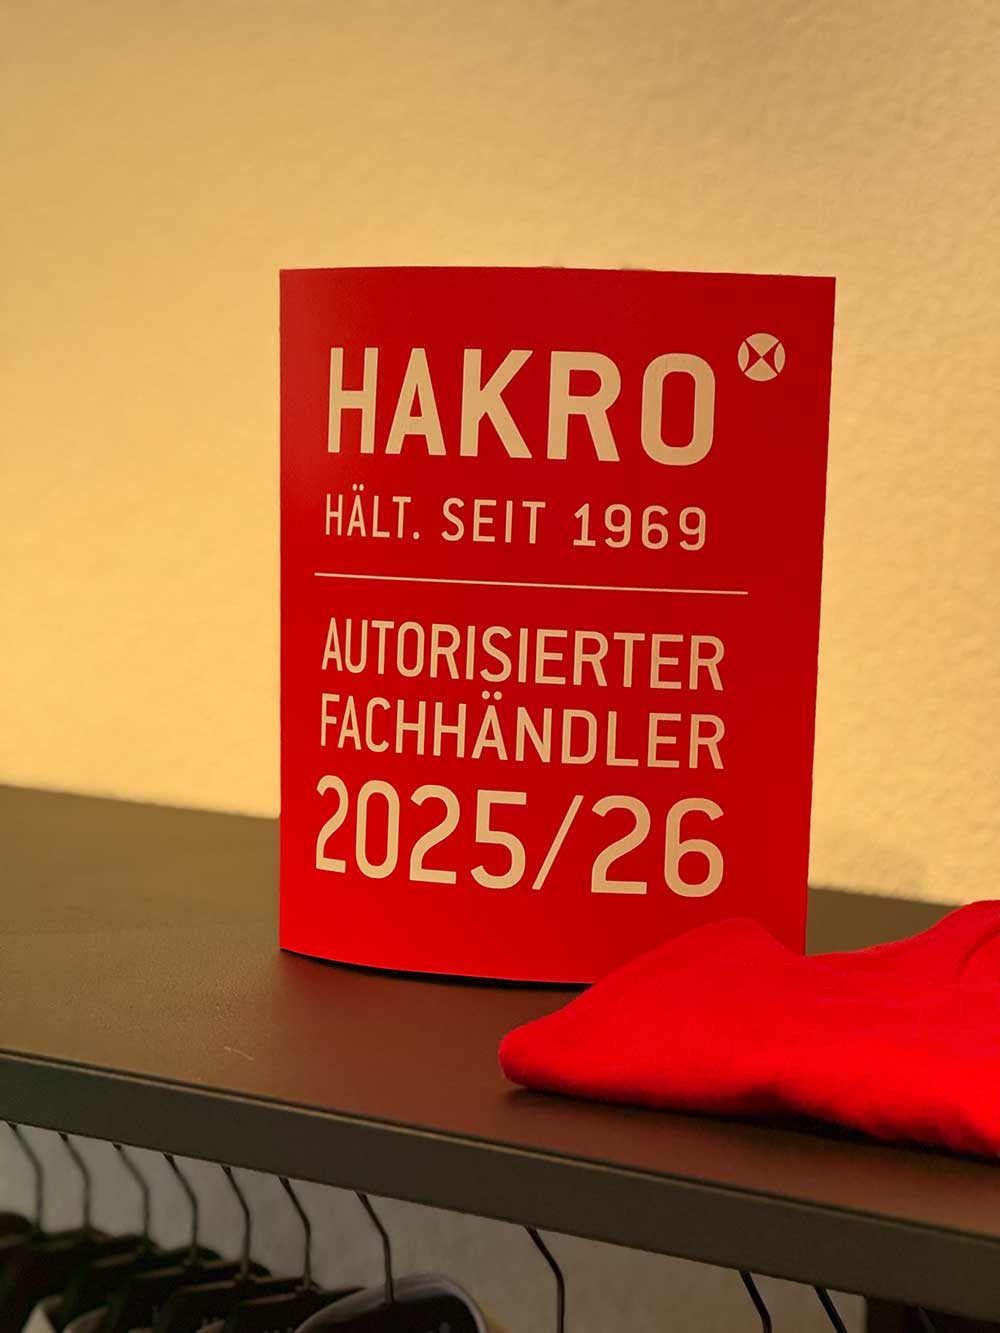 HAKRO
HÄLT. SEIT 1969
AUTORISIERTER
FACHHÄNDLER
2025/26